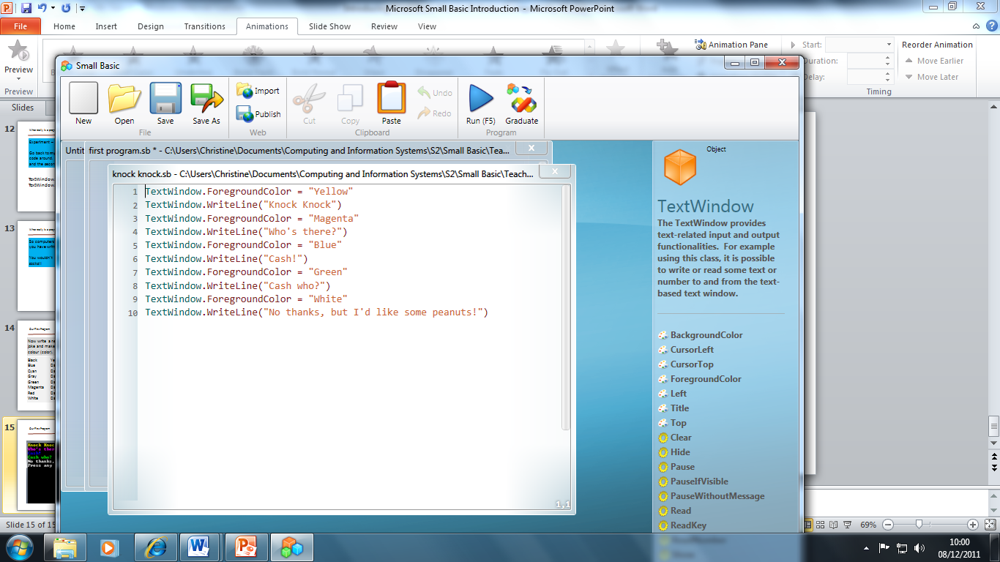 Microsoft Small Basic Introduction - Microsoft PowerPoint
File Home Insert Design Transitions Animations Slide Show Review View
Preview
Preview
Animation Pane
Start:
Duration:
Delay:
Reorder Animation
Move Earlier
Move Later
Timing
Slides
12
13
14
15
Small Basic
New Open Save Save As
File
Import
Publish
Web
Cut Copy Paste
Undo
Redo
Clipboard
Run (F5) Graduate
Program
Untit
first program.sb * - C:\Users\Christine\Documents\Computing and Information Systems\S2\Small Basic\Tea...
knock knock.sb - C:\Users\Christine\Documents\Computing and Information Systems\S2\Small Basic\Teach...
1 TextWindow.ForegroundColor = "Yellow"
2 TextWindow.WriteLine("Knock Knock")
3 TextWindow.ForegroundColor = "Magenta"
4 TextWindow.WriteLine("Who's there?")
5 TextWindow.ForegroundColor = "Blue"
6 TextWindow.WriteLine("Cash!")
7 TextWindow.ForegroundColor = "Green"
8 TextWindow.WriteLine("Cash who?")
9 TextWindow.ForegroundColor = "White"
10 TextWindow.WriteLine("No thanks, but I'd like some peanuts!")
1,1
Object
TextWindow
The TextWindow provides
text-related input and output
functionalities. For example
using this class, it is possible
to write or read some text or
number to and from the text-
based text window.
BackgroundColor
CursorLeft
CursorTop
ForegroundColor
Left
Title
Top
Clear
Hide
Pause
PauseIfVisible
PauseWithoutMessage
Read
ReadKey
Slide 15 of 15
69%
10:00
08/12/2011